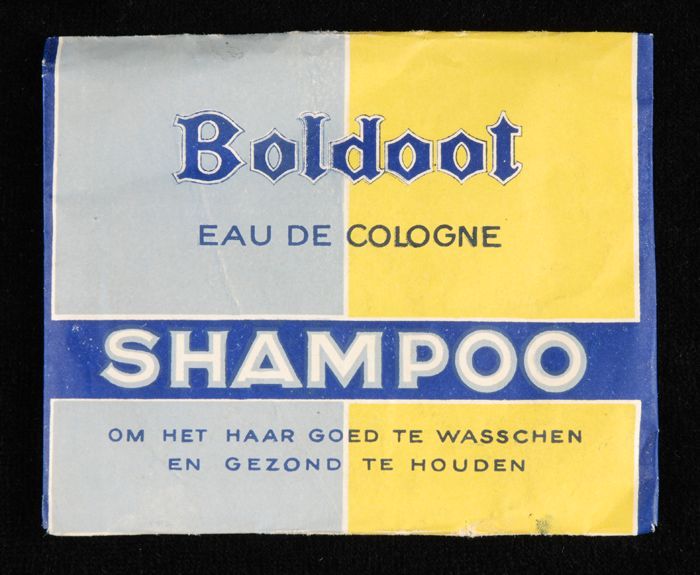 Boldoot
EAU DE COLOGNE
SHAMPOO
OM HET HAAR GOED TE WASSCHEN
EN GEZOND TE HOUDEN